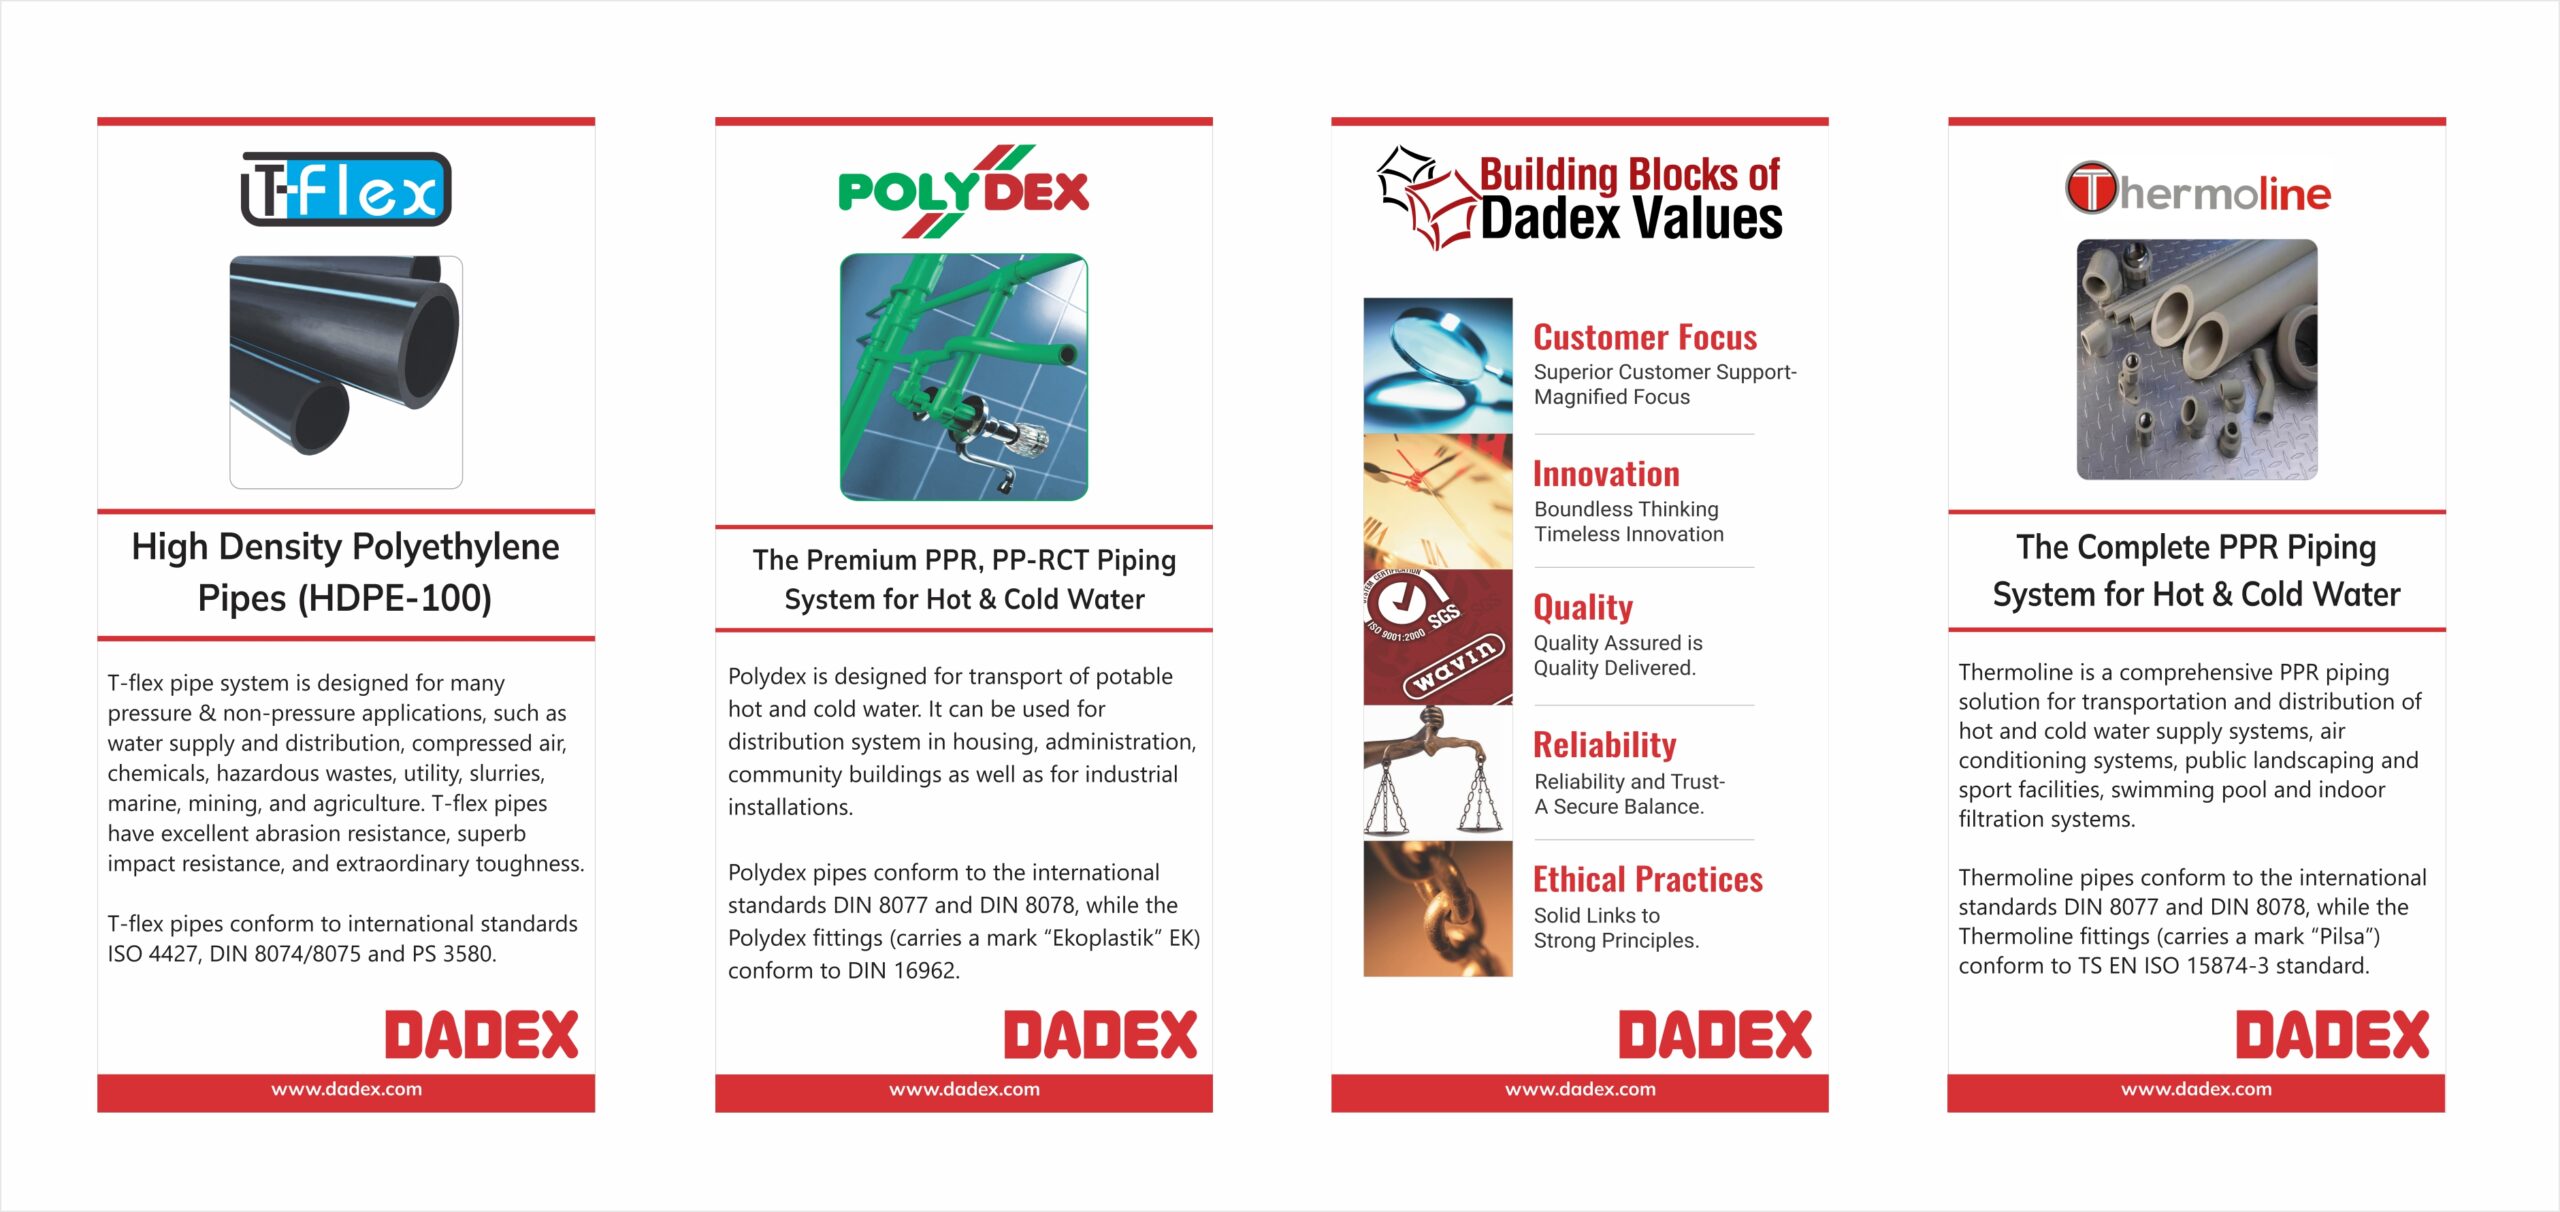 T-flex
High Density Polyethylene
Pipes (HDPE-100)
T-flex pipe system is designed for many
pressure & non-pressure applications, such as
water supply and distribution, compressed air,
chemicals, hazardous wastes, utility, slurries,
marine, mining, and agriculture. T-flex pipes
have excellent abrasion resistance, superb
impact resistance, and extraordinary toughness.
T-flex pipes conform to international standards
ISO 4427, DIN 8074/8075 and PS 3580.
DADEX
www.dadex.com
POLYDEX
The Premium PPR, PP-RCT Piping
System for Hot & Cold Water
Polydex is designed for transport of potable
hot and cold water. It can be used for
distribution system in housing, administration,
community buildings as well as for industrial
installations.
Polydex pipes conform to the international
standards DIN 8077 and DIN 8078, while the
Polydex fittings (carries a mark “Ekoplastik” EK)
conform to DIN 16962.
DADEX
www.dadex.com
Building Blocks of
Dadex Values
Customer Focus
Superior Customer Support-
Magnified Focus
Innovation
Boundless Thinking
Timeless Innovation
SYSTEM CERTIFICATION
ISO 9001:2000
SGS
wavin
Quality
Quality Assured is
Quality Delivered.
Reliability
Reliability and Trust-
A Secure Balance.
Ethical Practices
Solid Links to
Strong Principles.
DADEX
www.dadex.com
Thermoline
The Complete PPR Piping
System for Hot & Cold Water
Thermoline is a comprehensive PPR piping
solution for transportation and distribution of
hot and cold water supply systems, air
conditioning systems, public landscaping and
sport facilities, swimming pool and indoor
filtration systems.
Thermoline pipes conform to the international
standards DIN 8077 and DIN 8078, while the
Thermoline fittings (carries a mark “Pilsa”)
conform to TS EN ISO 15874-3 standard.
DADEX
www.dadex.com